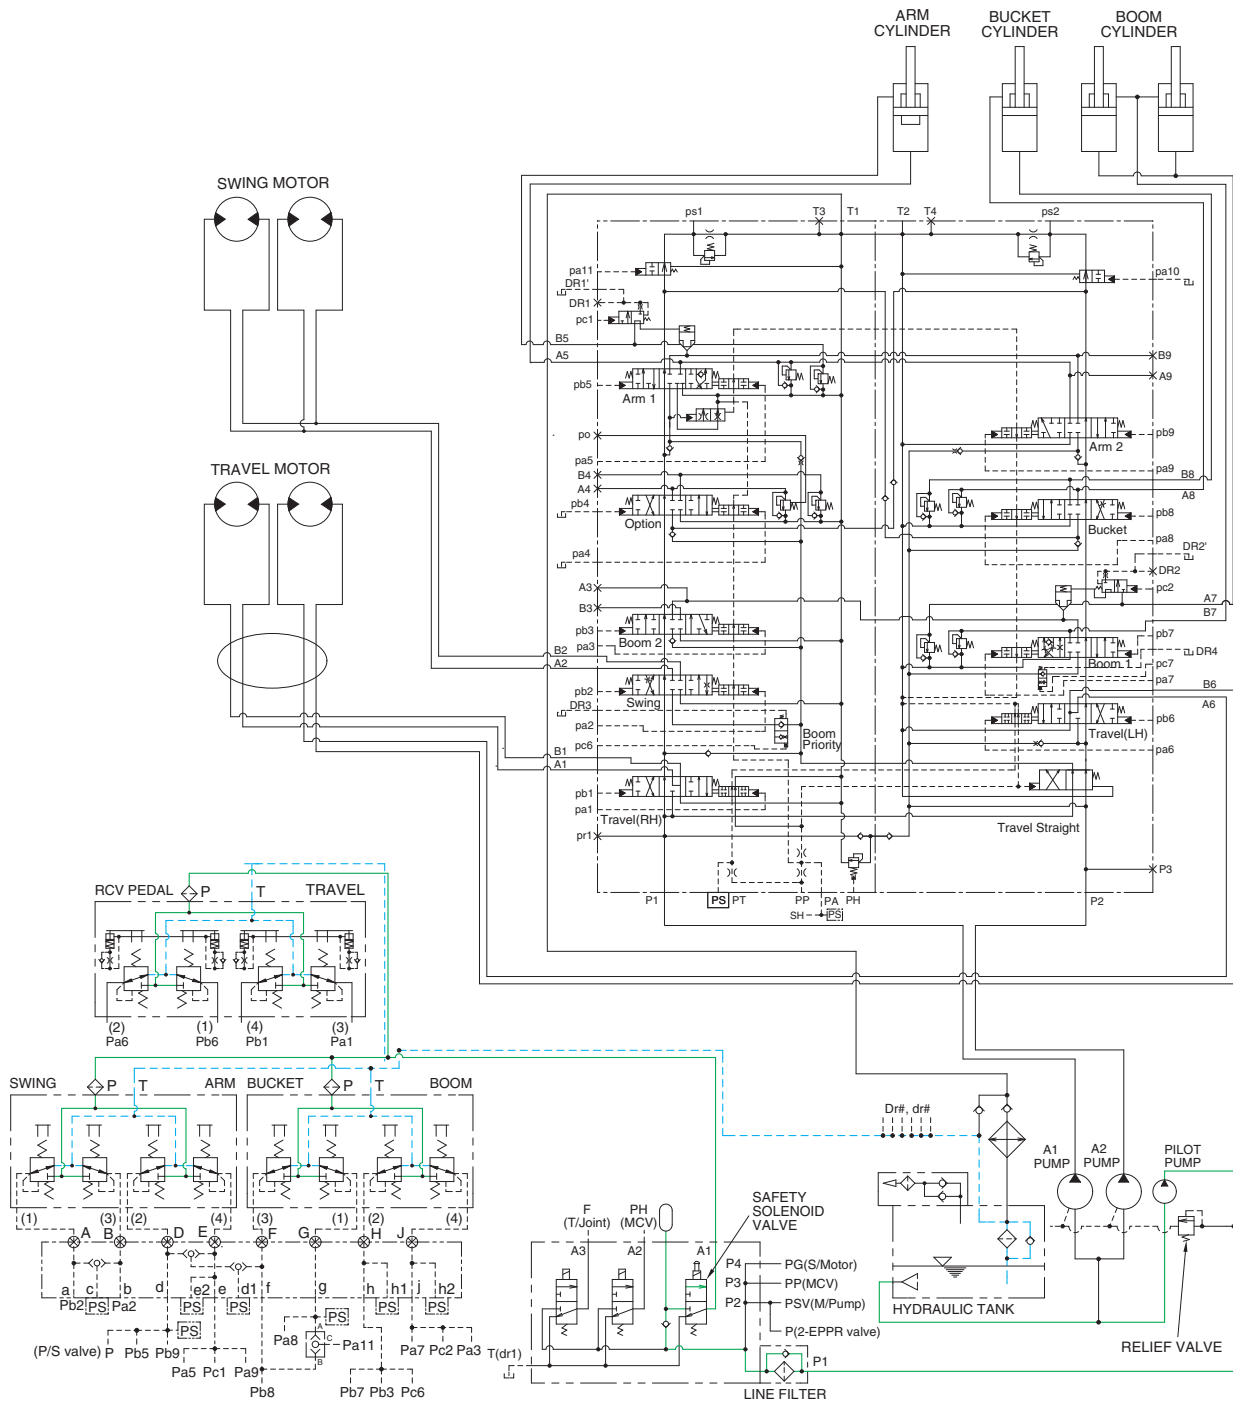 ARM
CYLINDER
BUCKET
CYLINDER
BOOM
CYLINDER
SWING MOTOR
TRAVEL MOTOR
ps1
T3
T1
T2
T4
ps2
pa11
DR1'
DR1
pc1
B5
A5
pb5
Arm 1
po
pa5
B4
A4
pb4
Option
pa4
A3
B3
pb3
Boom 2
pa3
B2
A2
pb2
Swing
DR3
pa2
Boom
Priority
pc6
B1
A1
pb1
pa1
Travel(RH)
pr1
pa10
B9
A9
pb9
Arm 2
pa9
B8
A8
pb8
Bucket
pa8
DR2'
DR2
pc2
A7
B7
pb7
DR4
Boom 1
pc7
pa7
B6
A6
pb6
Travel(LH)
pa6
Travel Straight
P3
P1
PS
PT
PP
PA
PH
P2
SH
PS
RCV PEDAL
P
T
TRAVEL
(2)
(1)
(4)
(3)
Pa6
Pb6
Pb1
Pa1
SWING
P
T
ARM
BUCKET
P
T
BOOM
(1)
(3)
(2)
(4)
(3)
(1)
(2)
(4)
A
B
D
E
F
G
H
J
a
c
b
d
e2
e
d1
f
g
h
h1
j
h2
Pb2
PS
Pa2
PS
PS
PS
PS
PS
PS
(P/S valve)
P
Pb5
Pb9
Pa5
Pc1
Pa9
Pb8
Pa8
A
C
B
Pa11
Pb7
Pb3
Pc6
Pa7
Pc2
Pa3
F
(T/Joint)
PH
(MCV)
SAFETY
SOLENOID
VALVE
A3
A2
A1
P4
PG(S/Motor)
P3
PP(MCV)
P2
PSV(M/Pump)
P(2-EPPR valve)
T(dr1)
P1
LINE FILTER
Dr#, dr#
A1
PUMP
A2
PUMP
PILOT
PUMP
HYDRAULIC TANK
RELIEF VALVE